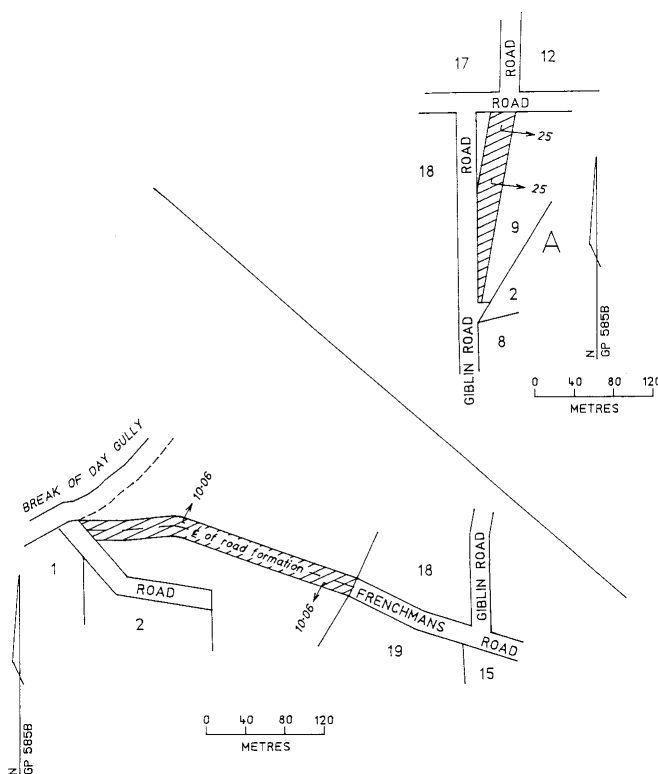 17
ROAD
12
ROAD
18
ROAD
25
25
9
A
2
8
GIBLIN ROAD
N
GP 585B
0 40 80 120
METRES
BREAK OF DAY GULLY
10·06
℄ of road formation
10·06
1
ROAD
2
FRENCHMANS ROAD
18
GIBLIN ROAD
19
15
N
GP 585B
0 40 80 120
METRES